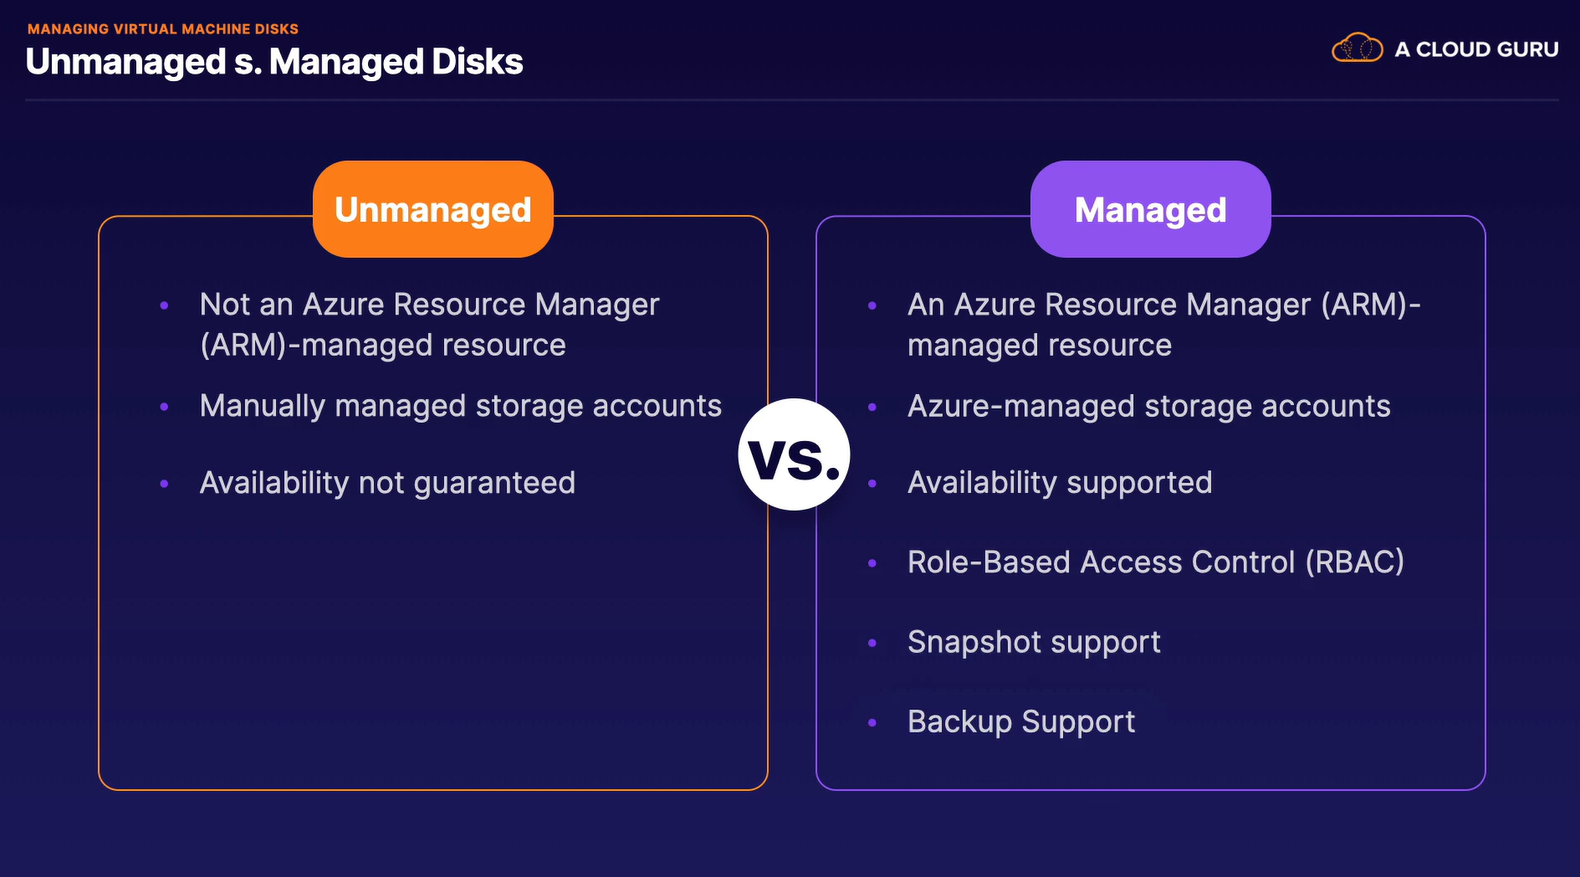 MANAGING VIRTUAL MACHINE DISKS
Unmanaged s. Managed Disks
A CLOUD GURU
Unmanaged
• Not an Azure Resource Manager
(ARM)-managed resource
• Manually managed storage accounts
• Availability not guaranteed
vs.
Managed
• An Azure Resource Manager (ARM)-
managed resource
• Azure-managed storage accounts
• Availability supported
• Role-Based Access Control (RBAC)
• Snapshot support
• Backup Support